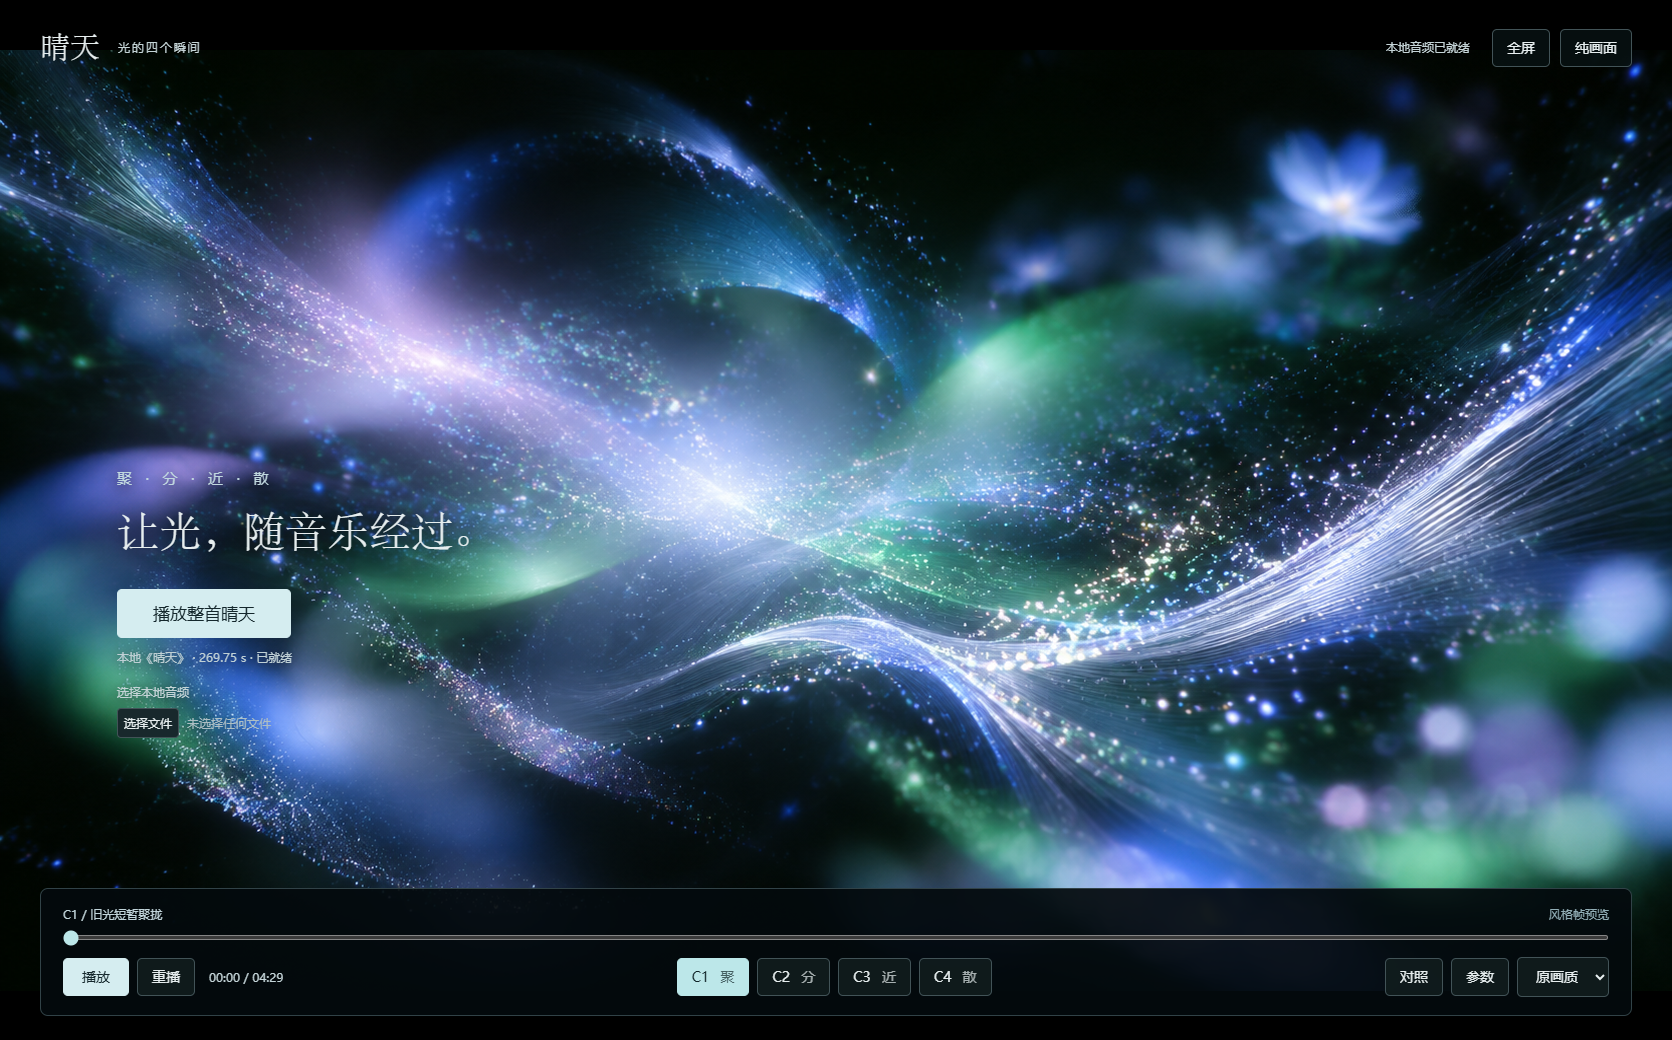 晴天 光的四个瞬间
本地音频已就绪 全屏 纯画面
聚 · 分 · 近 · 散
让光，随音乐经过。
播放整首晴天
本地《晴天》 · 269.75 s · 已就绪
选择本地音频
选择文件 未选择任何文件
C1 / 旧光短暂聚拢 风格帧预览
播放 重播 00:00 / 04:29 C1 聚 C2 分 C3 近 C4 散 对照 参数 原画质